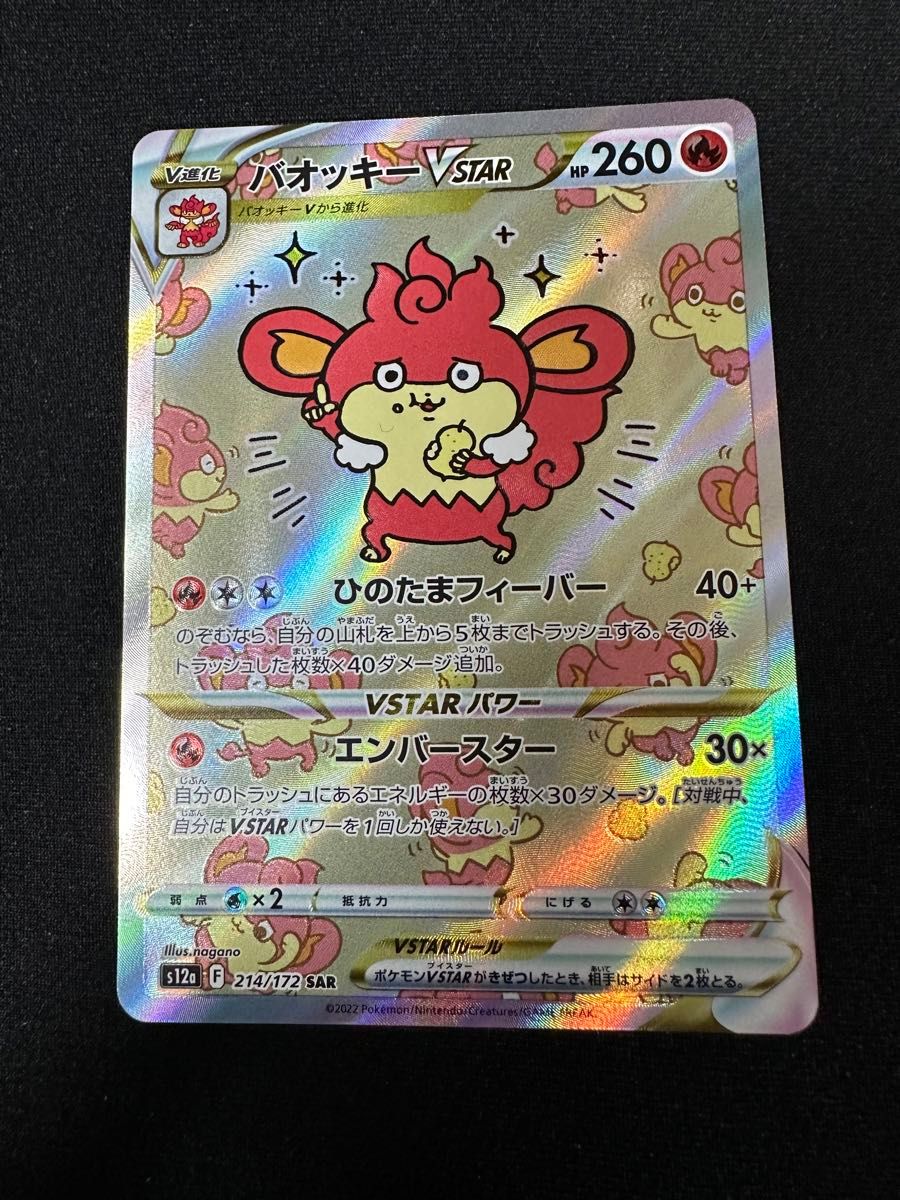 V進化
バオッキーVSTAR
HP260
バオッキーVから進化
ひのたまフィーバー 40+
のぞむなら、自分の山札を上から5枚までトラッシュする。その後、
トラッシュした枚数×40ダメージ追加。
VSTARパワー
エンバースター 30×
自分のトラッシュにあるエネルギーの枚数×30ダメージ。[対戦中、
自分はVSTARパワーを1回しか使えない。]
弱点 ×2 抵抗力 にげる
Illus.nagano
s12a F 214/172 SAR
VSTARルール
ポケモンVSTARがきぜつしたとき、相手はサイドを2枚とる。
©2022 Pokémon/Nintendo/Creatures/GAME FREAK.